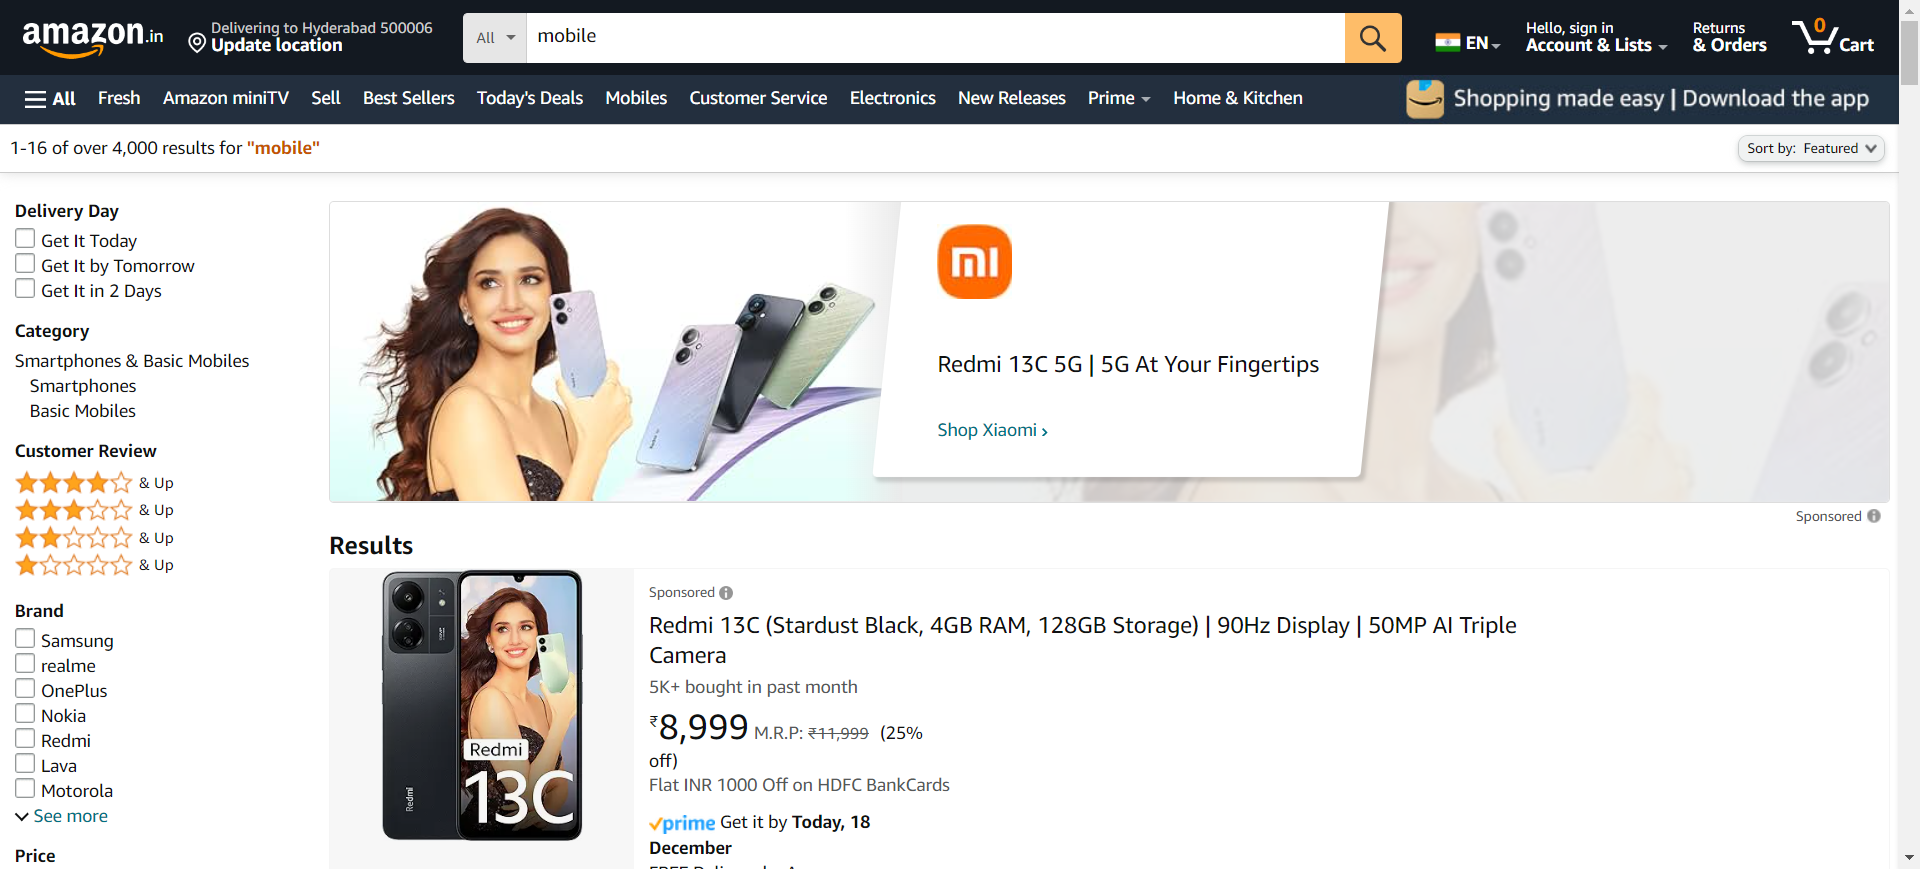 amazon.in
Delivering to Hyderabad 500006
Update location
All
mobile
EN
Hello, sign in
Account & Lists
Returns
& Orders
0
Cart
All Fresh Amazon miniTV Sell Best Sellers Today's Deals Mobiles Customer Service Electronics New Releases Prime Home & Kitchen
Shopping made easy | Download the app
1-16 of over 4,000 results for "mobile"
Sort by: Featured
Delivery Day
Get It Today
Get It by Tomorrow
Get It in 2 Days
Category
Smartphones & Basic Mobiles
Smartphones
Basic Mobiles
Customer Review
& Up
& Up
& Up
& Up
Brand
Samsung
realme
OnePlus
Nokia
Redmi
Lava
Motorola
See more
Price
mi
Redmi 13C 5G | 5G At Your Fingertips
Shop Xiaomi ›
Sponsored
Results
Redmi
Redmi
13C
Sponsored
Redmi 13C (Stardust Black, 4GB RAM, 128GB Storage) | 90Hz Display | 50MP AI Triple
Camera
5K+ bought in past month
₹8,999 M.R.P: ₹11,999 (25%
off)
Flat INR 1000 Off on HDFC BankCards
prime Get it by Today, 18
December